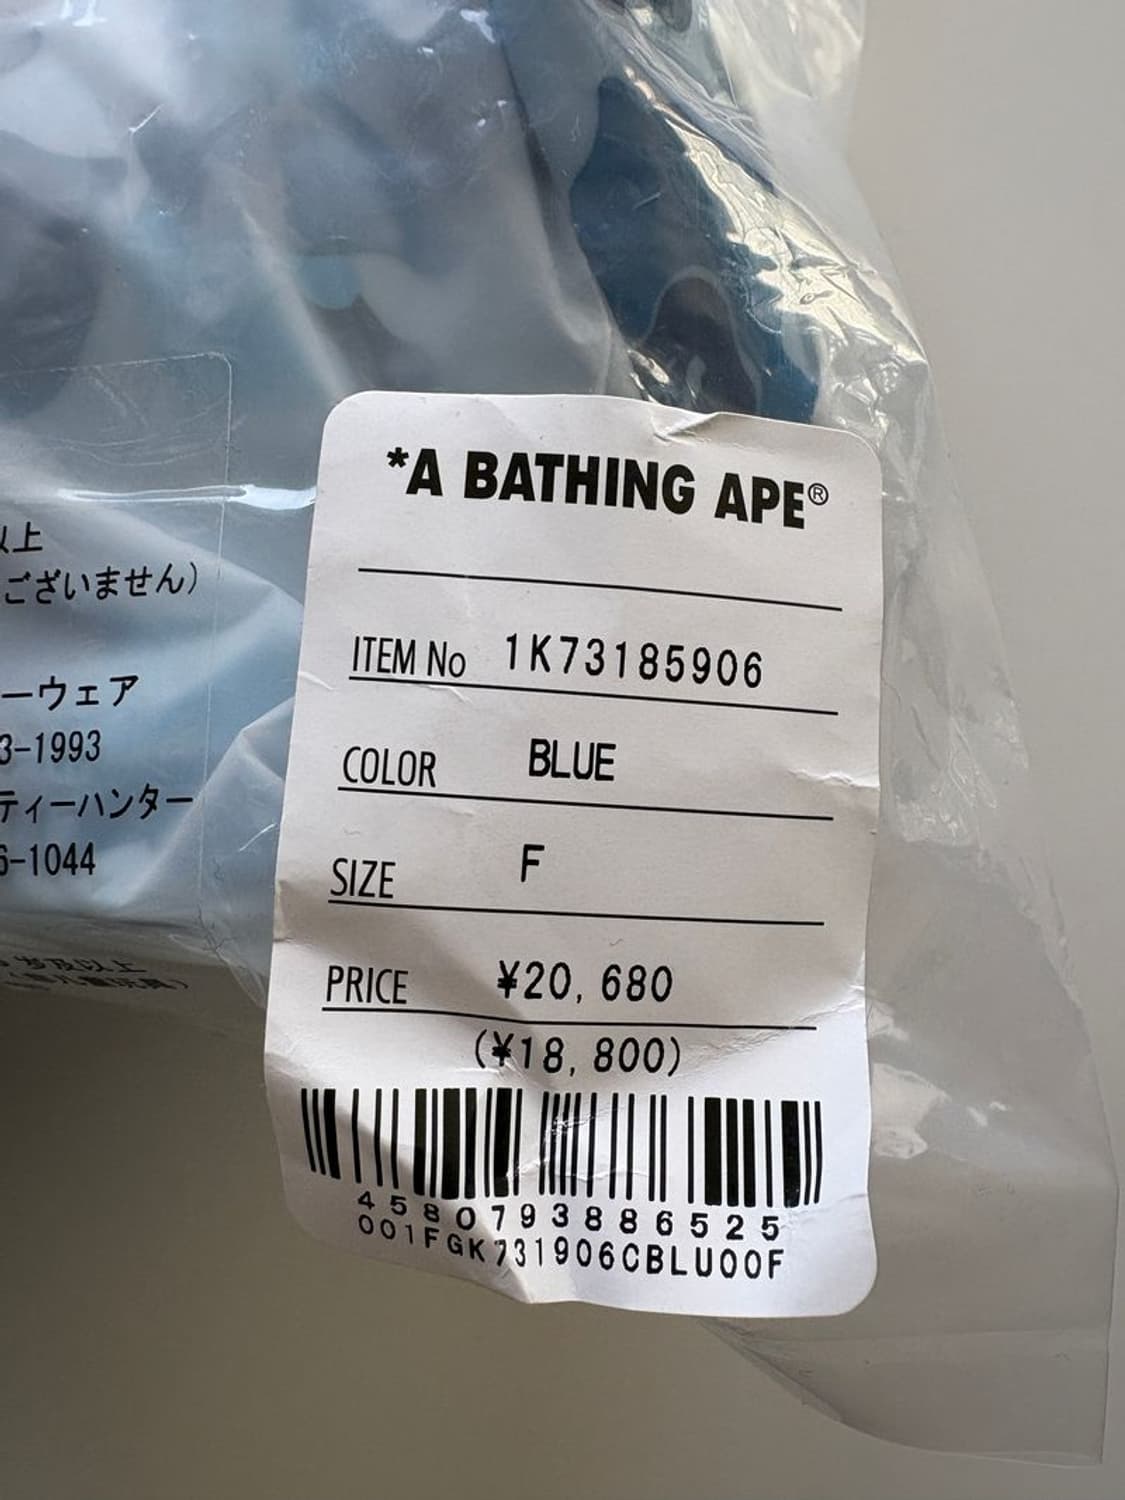 以上
ございません)
ーウェア
3-1993
ティーハンター
6-1044
*A BATHING APE®
ITEM No 1K73185906
COLOR BLUE
SIZE F
PRICE ¥20,680
(¥18,800)
4580793886525
001FGK731906CBLU00F